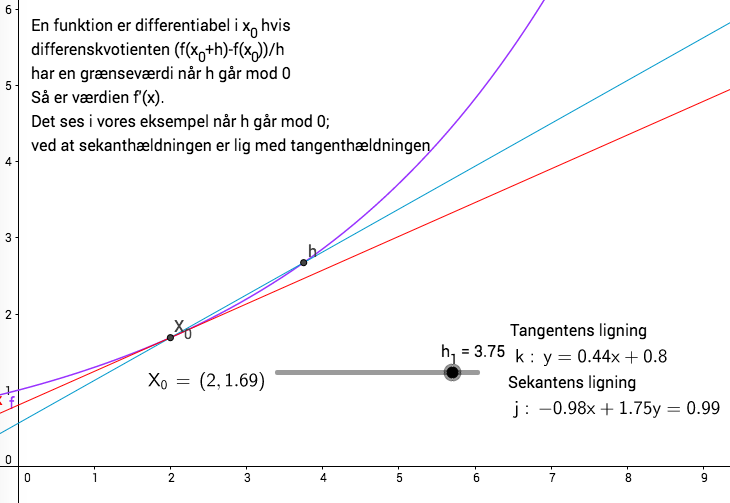 En funktion er differentiabel i x₀ hvis
differenskvotienten (f(x₀+h)-f(x₀))/h
har en grænseværdi når h går mod 0
Så er værdien f'(x).
Det ses i vores eksempel når h går mod 0;
ved at sekanthældningen er lig med tangenthældningen
6
5
4
3
2
1
0
f
X₀
h
X₀ = (2, 1.69)
h₁ = 3.75
Tangentens ligning
k : y = 0.44x + 0.8
Sekantens ligning
j : −0.98x + 1.75y = 0.99
0 1 2 3 4 5 6 7 8 9